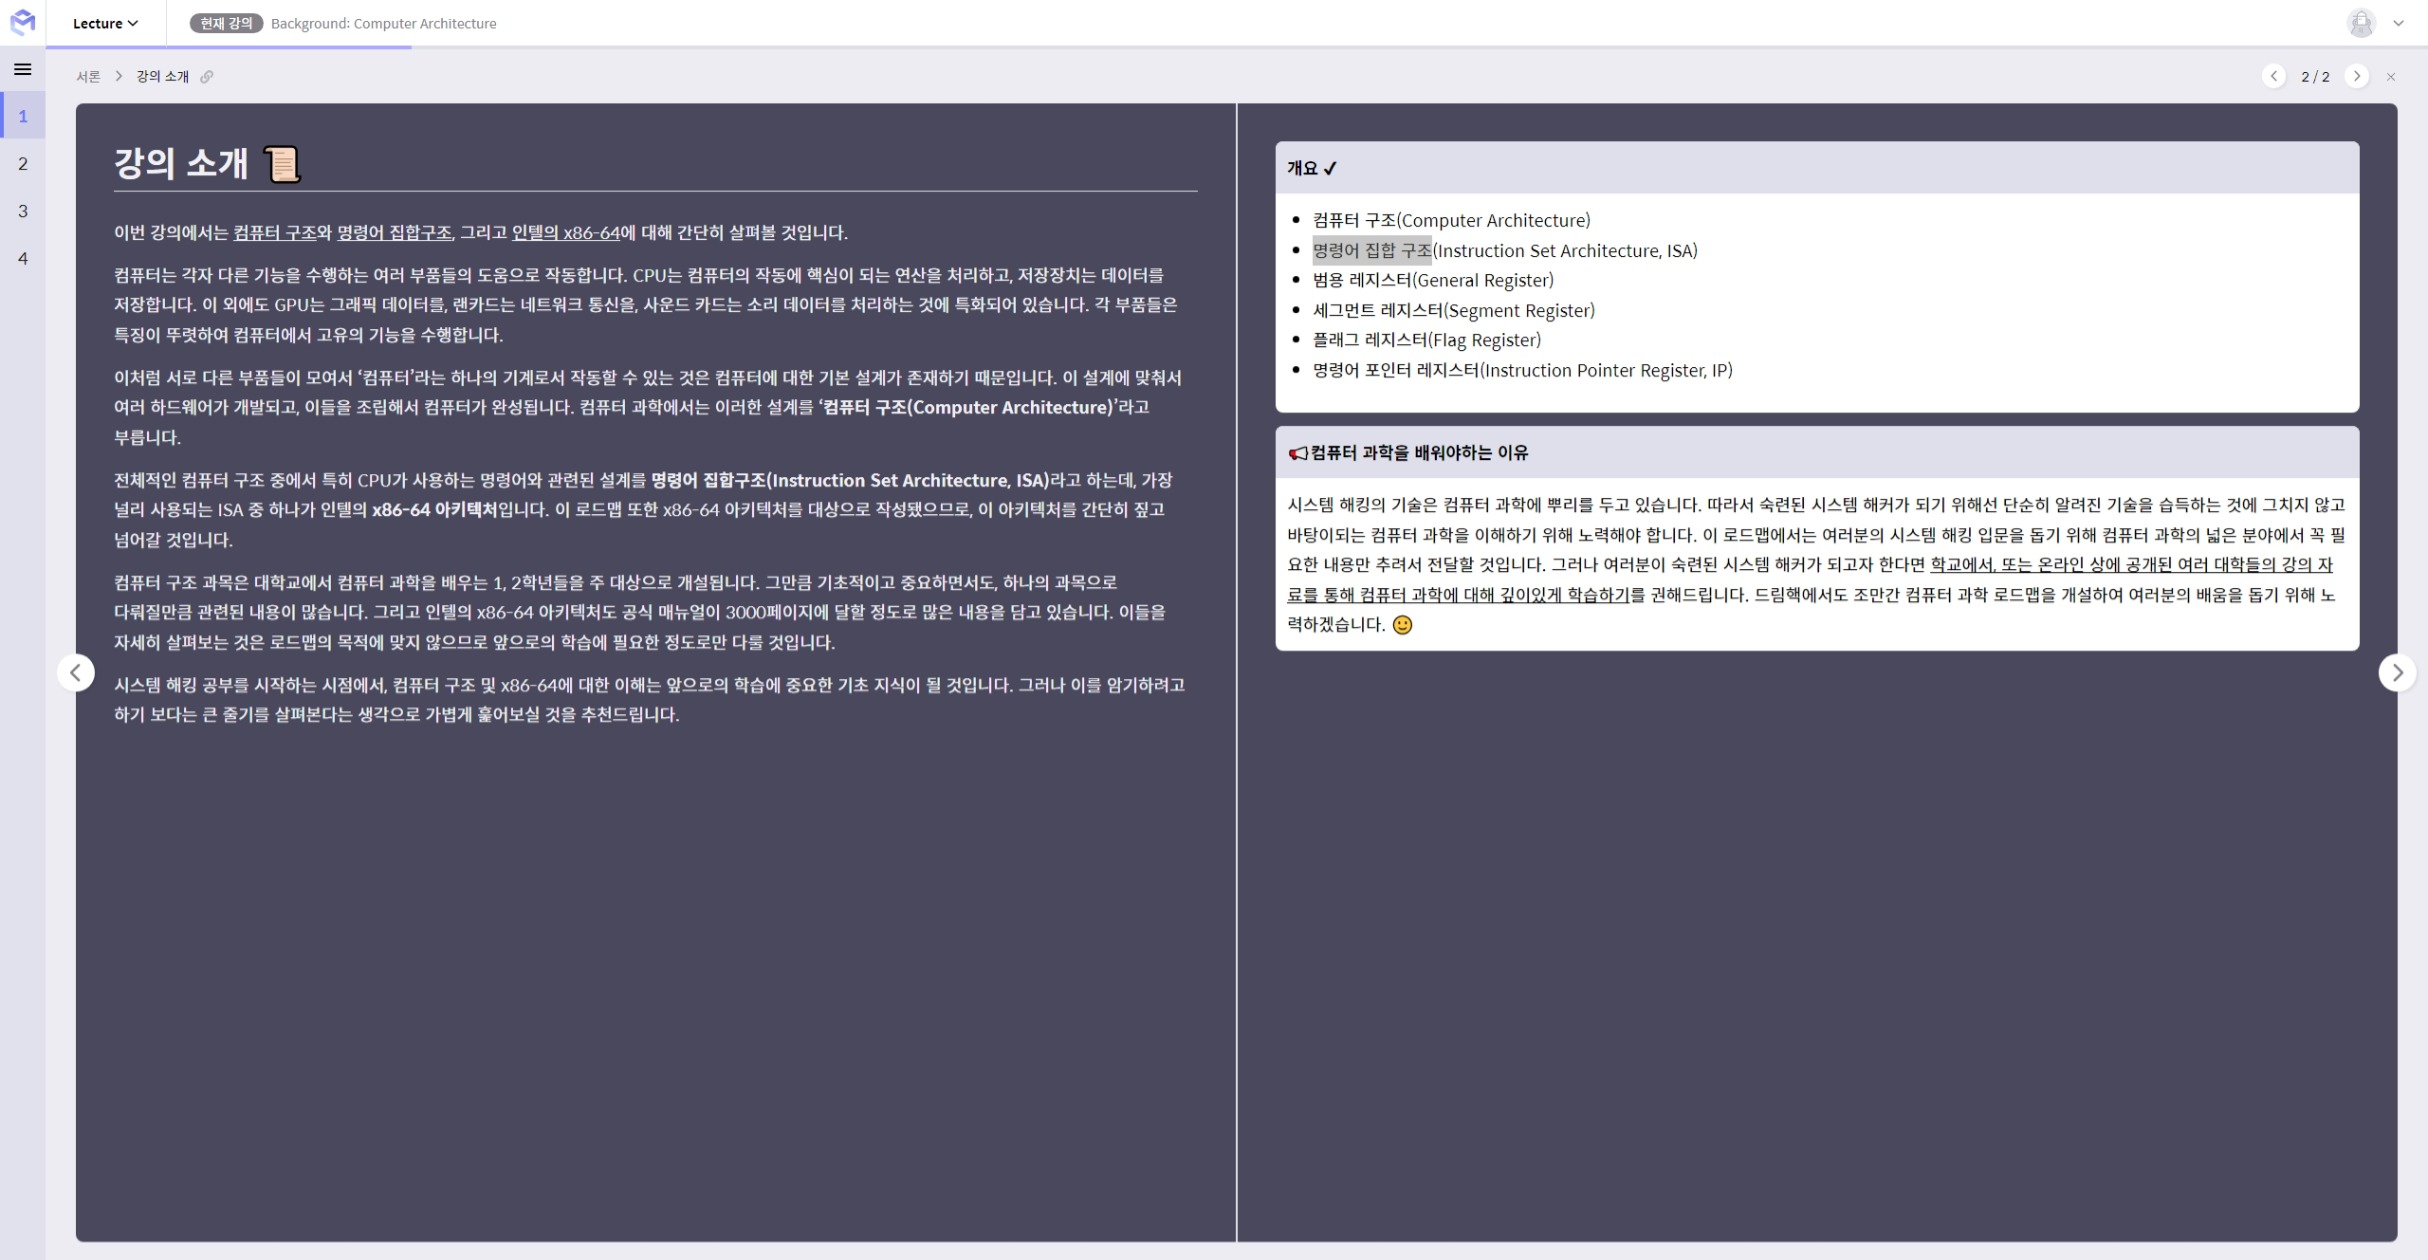 Lecture
현재 강의 Background: Computer Architecture
서론 > 강의 소개
2 / 2
1
2
3
4
강의 소개
이번 강의에서는 컴퓨터 구조와 명령어 집합구조, 그리고 인텔의 x86-64에 대해 간단히 살펴볼 것입니다.
컴퓨터는 각자 다른 기능을 수행하는 여러 부품들의 도움으로 작동합니다. CPU는 컴퓨터의 작동에 핵심이 되는 연산을 처리하고, 저장장치는 데이터를
저장합니다. 이 외에도 GPU는 그래픽 데이터를, 랜카드는 네트워크 통신을, 사운드 카드는 소리 데이터를 처리하는 것에 특화되어 있습니다. 각 부품들은
특징이 뚜렷하여 컴퓨터에서 고유의 기능을 수행합니다.
이처럼 서로 다른 부품들이 모여서 ‘컴퓨터’라는 하나의 기계로서 작동할 수 있는 것은 컴퓨터에 대한 기본 설계가 존재하기 때문입니다. 이 설계에 맞춰서
여러 하드웨어가 개발되고, 이들을 조립해서 컴퓨터가 완성됩니다. 컴퓨터 과학에서는 이러한 설계를 ‘컴퓨터 구조(Computer Architecture)’라고
부릅니다.
전체적인 컴퓨터 구조 중에서 특히 CPU가 사용하는 명령어와 관련된 설계를 명령어 집합구조(Instruction Set Architecture, ISA)라고 하는데, 가장
널리 사용되는 ISA 중 하나가 인텔의 x86-64 아키텍처입니다. 이 로드맵 또한 x86-64 아키텍처를 대상으로 작성됐으므로, 이 아키텍처를 간단히 짚고
넘어갈 것입니다.
컴퓨터 구조 과목은 대학교에서 컴퓨터 과학을 배우는 1, 2학년들을 주 대상으로 개설됩니다. 그만큼 기초적이고 중요하면서도, 하나의 과목으로
다뤄질만큼 관련된 내용이 많습니다. 그리고 인텔의 x86-64 아키텍처도 공식 매뉴얼이 3000페이지에 달할 정도로 많은 내용을 담고 있습니다. 이들을
자세히 살펴보는 것은 로드맵의 목적에 맞지 않으므로 앞으로의 학습에 필요한 정도로만 다룰 것입니다.
시스템 해킹 공부를 시작하는 시점에서, 컴퓨터 구조 및 x86-64에 대한 이해는 앞으로의 학습에 중요한 기초 지식이 될 것입니다. 그러나 이를 암기하려고
하기 보다는 큰 줄기를 살펴본다는 생각으로 가볍게 훑어보실 것을 추천드립니다.
개요 ✓
• 컴퓨터 구조(Computer Architecture)
• 명령어 집합 구조(Instruction Set Architecture, ISA)
• 범용 레지스터(General Register)
• 세그먼트 레지스터(Segment Register)
• 플래그 레지스터(Flag Register)
• 명령어 포인터 레지스터(Instruction Pointer Register, IP)
컴퓨터 과학을 배워야하는 이유
시스템 해킹의 기술은 컴퓨터 과학에 뿌리를 두고 있습니다. 따라서 숙련된 시스템 해커가 되기 위해선 단순히 알려진 기술을 습득하는 것에 그치지 않고
바탕이되는 컴퓨터 과학을 이해하기 위해 노력해야 합니다. 이 로드맵에서는 여러분의 시스템 해킹 입문을 돕기 위해 컴퓨터 과학의 넓은 분야에서 꼭 필
요한 내용만 추려서 전달할 것입니다. 그러나 여러분이 숙련된 시스템 해커가 되고자 한다면 학교에서, 또는 온라인 상에 공개된 여러 대학들의 강의 자
료를 통해 컴퓨터 과학에 대해 깊이있게 학습하기를 권해드립니다. 드림핵에서도 조만간 컴퓨터 과학 로드맵을 개설하여 여러분의 배움을 돕기 위해 노
력하겠습니다. 🙂